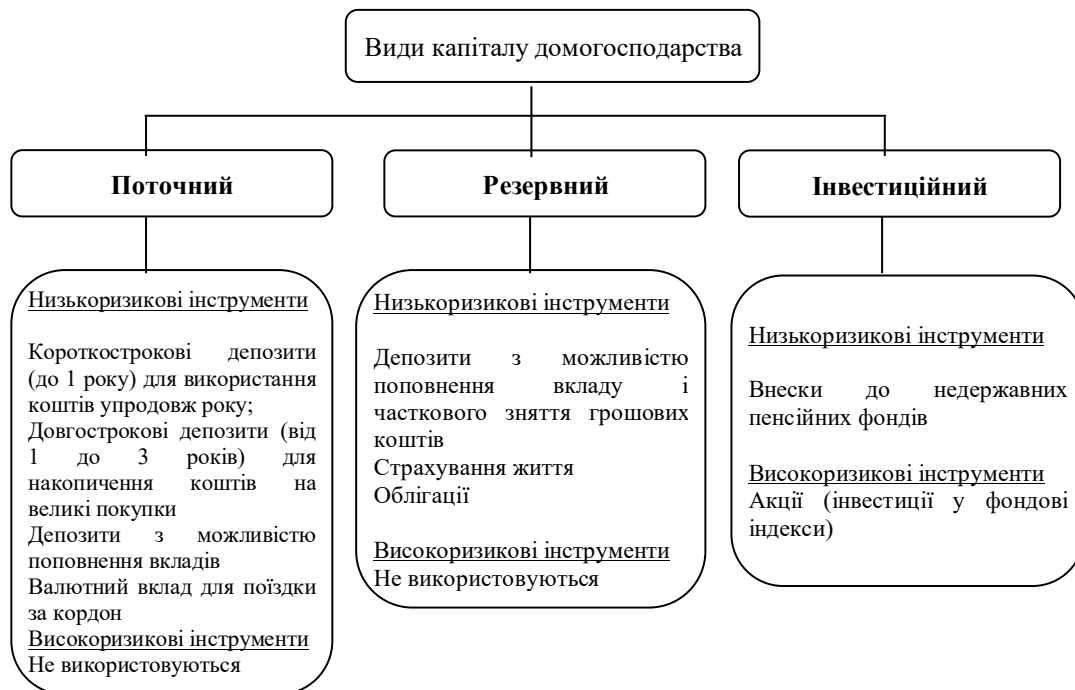 Види капіталу домогосподарства
Поточний
Резервний
Інвестиційний
Низькоризикові інструменти
Короткострокові депозити
(до 1 року) для використання
коштів упродовж року;
Довгострокові депозити (від
1 до 3 років) для
накопичення коштів на
великі покупки
Депозити з можливістю
поповнення вкладів
Валютний вклад для поїздки
за кордон
Високоризикові інструменти
Не використовуються
Низькоризикові інструменти
Депозити з можливістю
поповнення вкладу і
часткового зняття грошових
коштів
Страхування життя
Облігації
Високоризикові інструменти
Не використовуються
Низькоризикові інструменти
Внески до недержавних
пенсійних фондів
Високоризикові інструменти
Акції (інвестиції у фондові
індекси)